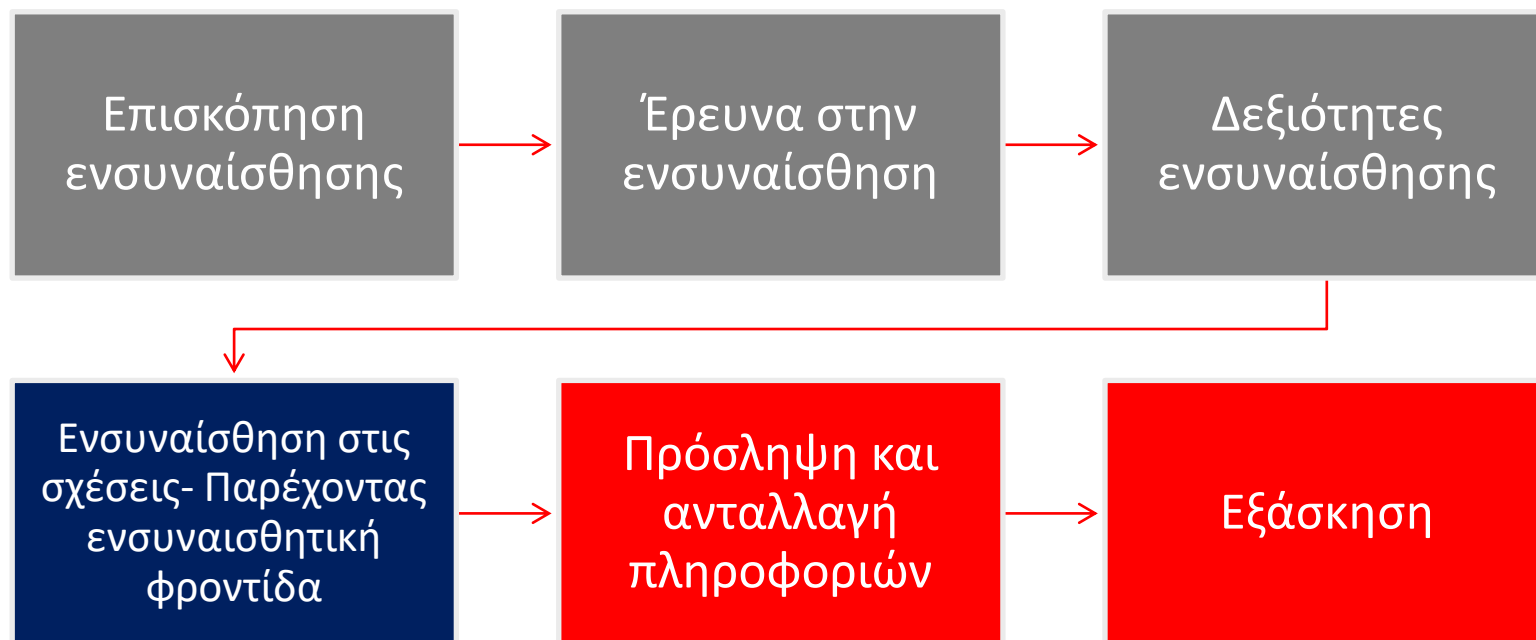 Επισκόπηση
ενσυναίσθησης
Έρευνα στην
ενσυναίσθηση
Δεξιότητες
ενσυναίσθησης
Ενσυναίσθηση στις
σχέσεις- Παρέχοντας
ενσυναισθητική
φροντίδα
Πρόσληψη και
ανταλλαγή
πληροφοριών
Εξάσκηση